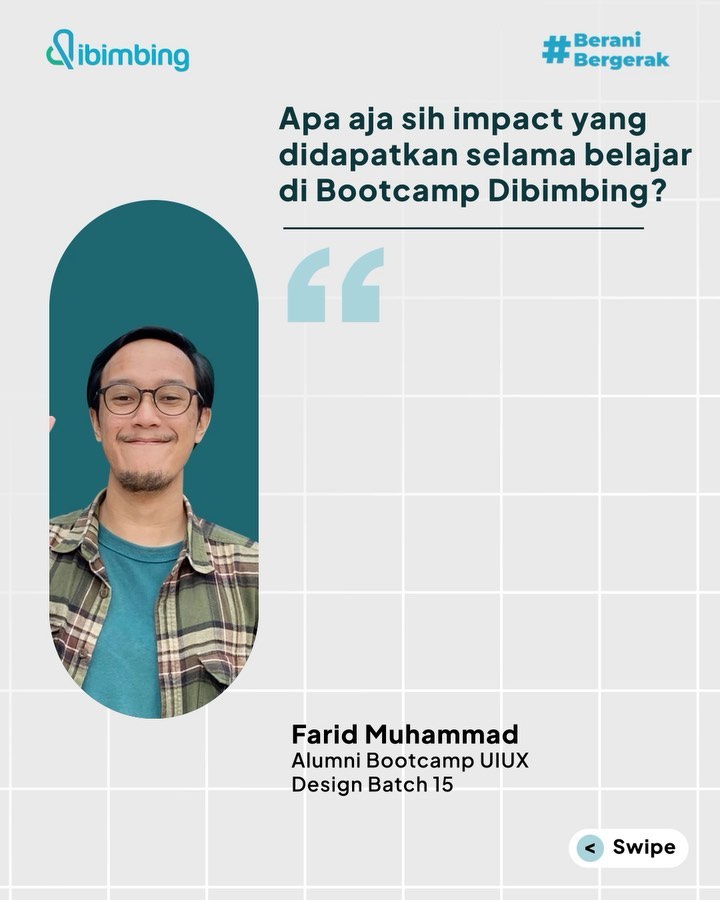 Dibimbing
#Berani
Bergerak
Apa aja sih impact yang
didapatkan selama belajar
di Bootcamp Dibimbing?
“
Farid Muhammad
Alumni Bootcamp UIUX
Design Batch 15
< Swipe